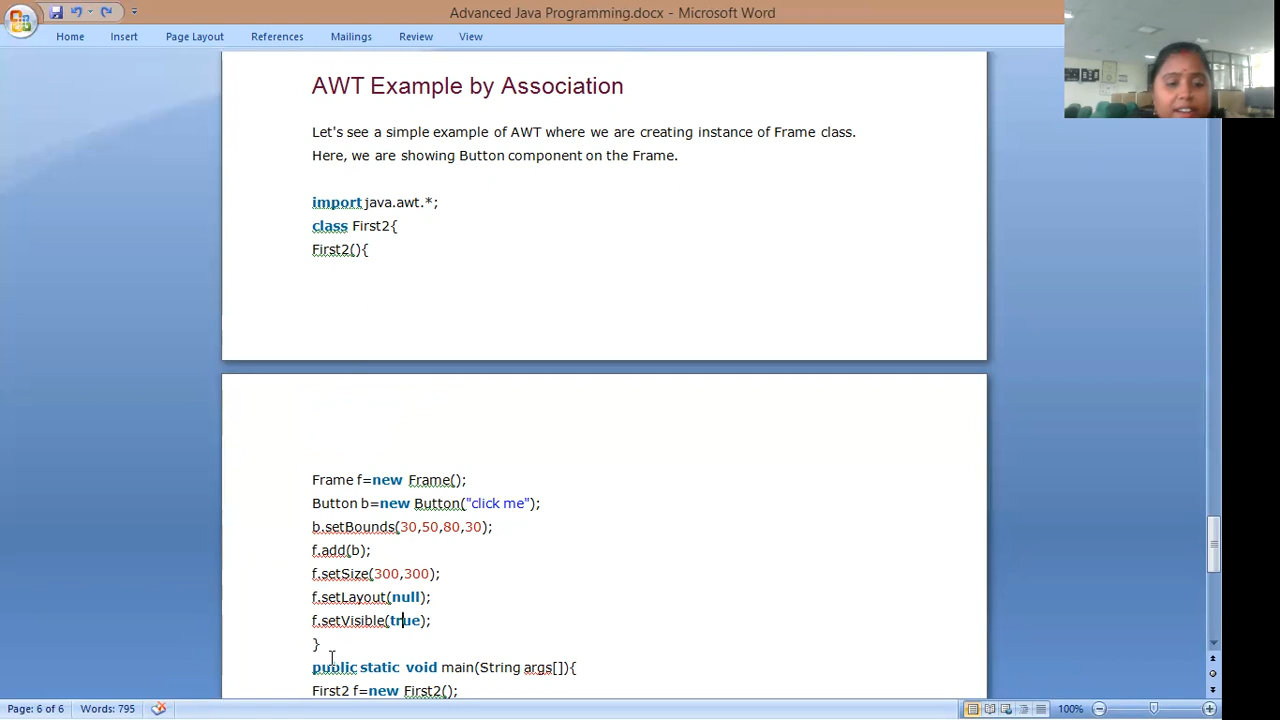 Advanced Java Programming.docx - Microsoft Word
Home Insert Page Layout References Mailings Review View
AWT Example by Association
Let's see a simple example of AWT where we are creating instance of Frame class.
Here, we are showing Button component on the Frame.
import java.awt.*;
class First2{
First2(){
Frame f=new Frame();
Button b=new Button("click me");
b.setBounds(30,50,80,30);
f.add(b);
f.setSize(300,300);
f.setLayout(null);
f.setVisible(true);
}
public static void main(String args[]){
First2 f=new First2();
Page: 6 of 6 Words: 795 100%